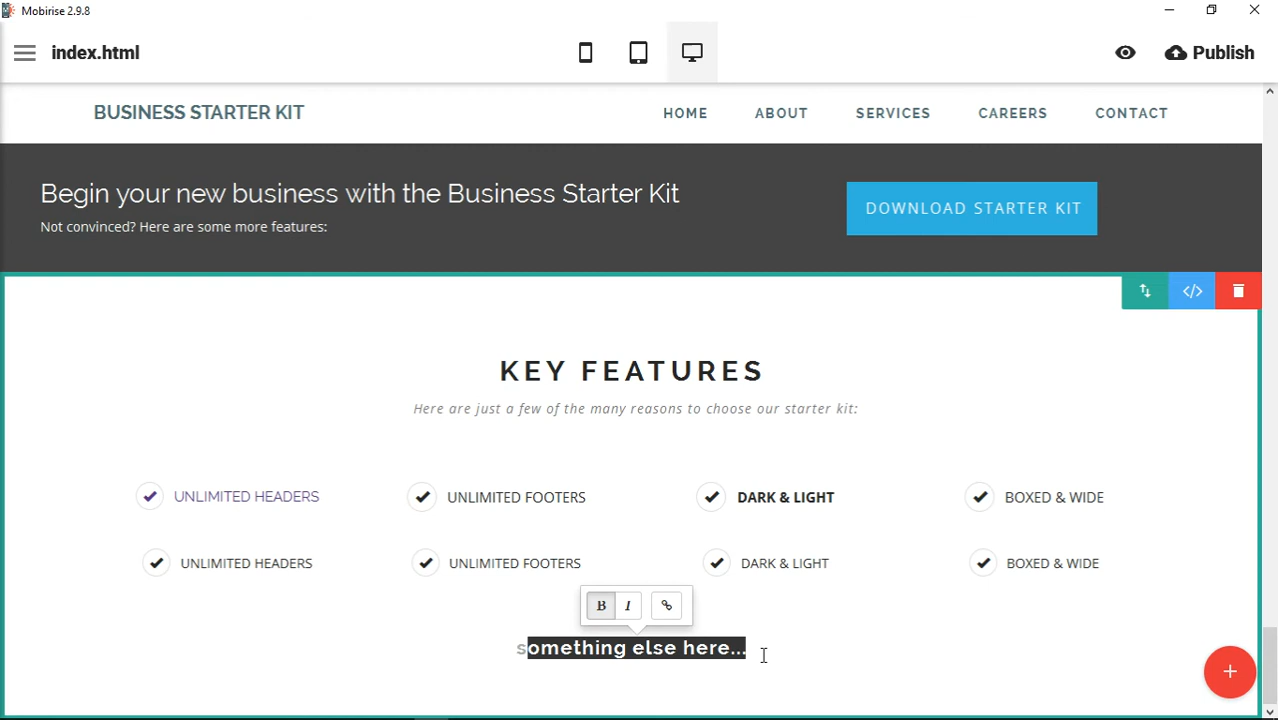 Mobirise 2.9.8
index.html
Publish
BUSINESS STARTER KIT
HOME ABOUT SERVICES CAREERS CONTACT
Begin your new business with the Business Starter Kit
Not convinced? Here are some more features:
DOWNLOAD STARTER KIT
</>
KEY FEATURES
Here are just a few of the many reasons to choose our starter kit:
UNLIMITED HEADERS UNLIMITED FOOTERS DARK & LIGHT BOXED & WIDE
UNLIMITED HEADERS UNLIMITED FOOTERS DARK & LIGHT BOXED & WIDE
B I
something else here...